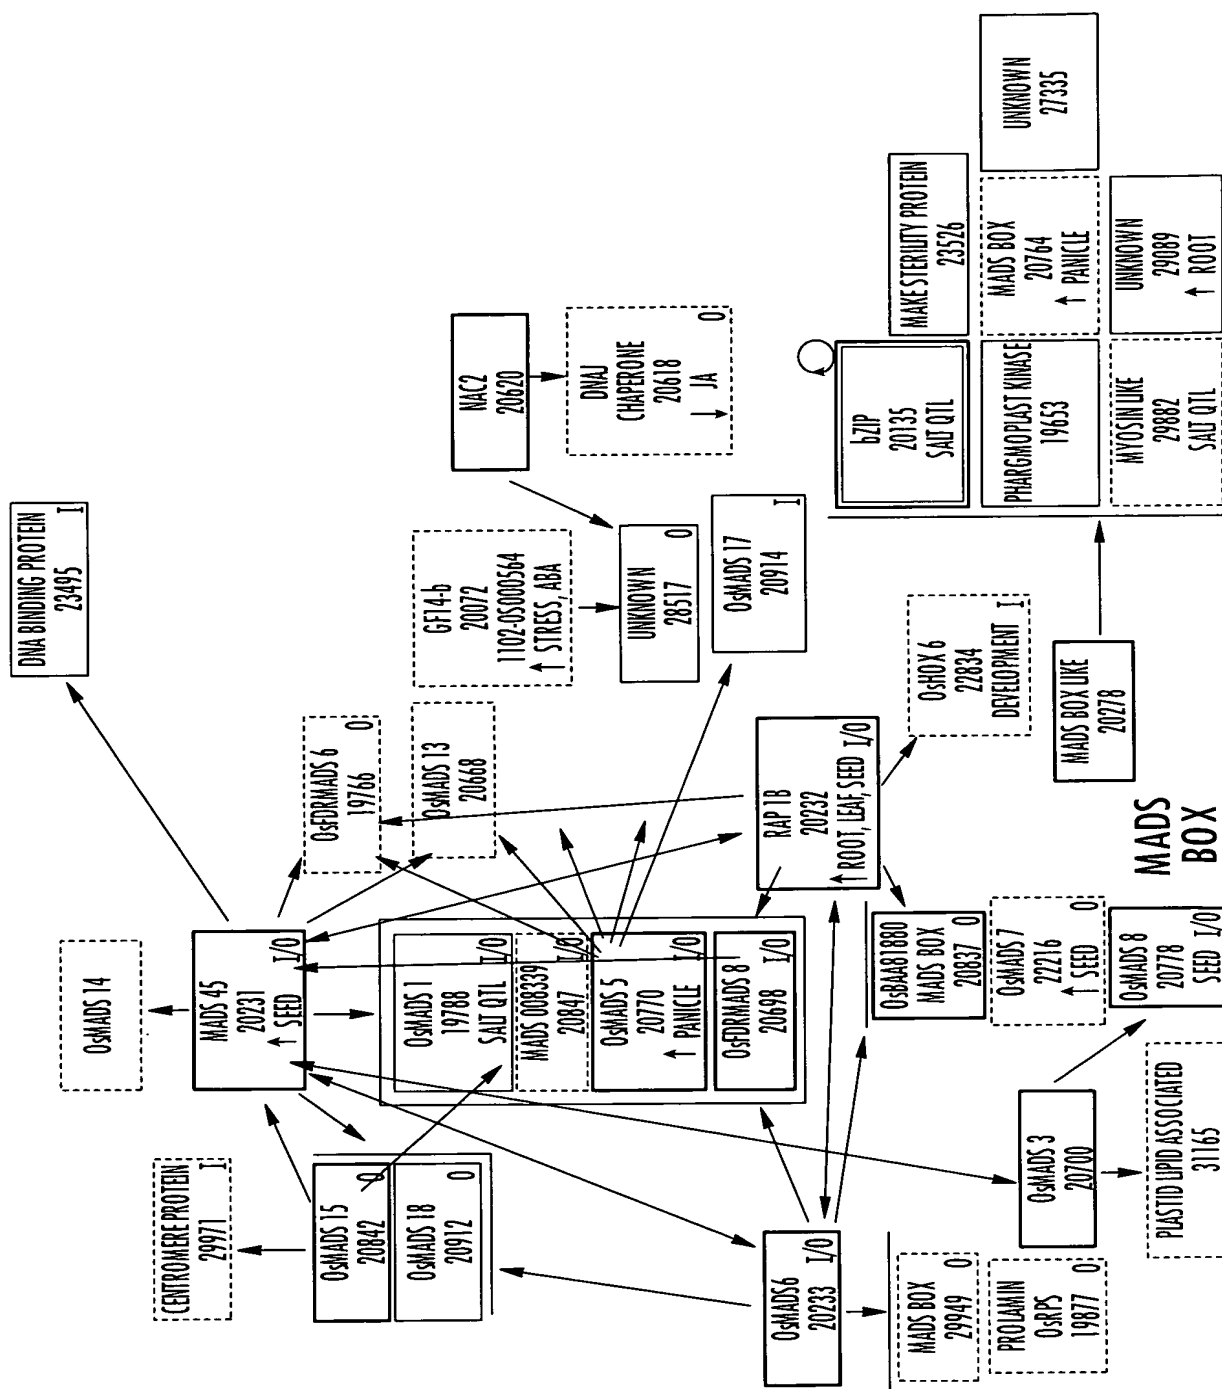 DNA BINDING PROTEIN
23495
I
OsMADS 14
MADS 45
20231
↑ SEED
I/O
CENTROMERE PROTEIN
29971
I
OsMADS 15
20842
O
OsMADS 18
20912
O
OsFDRMADS 6
19766
O
OsMADS 13
20668
OsMADS 1
19788
SALT QTL
I/O
MADS 008339
20847
I/O
OsMADS 5
20770
↑ PANICLE
I/O
OsFDRMADS 8
20698
I/O
GF14-b
20072
1102-OS000564
↑ STRESS, ABA
NAC2
20620
DNAJ
CHAPERONE
20618
↓ JA
O
UNKNOWN
28517
O
OsMADS 17
20914
I
RAP 1B
20232
↑ ROOT, LEAF, SEED I/O
OsMADS6
20233
I/O
MADS BOX
29949
O
PROLAMIN
OsRPS
19877
O
OsBAA81880
MADS BOX
20837
O
OsMADS 7
22216
↑ SEED
O
OsMADS 8
20778
SEED I/O
OsMADS 3
20700
PLASTID LIPID ASSOCIATED
31165
OsHOX 6
22834
DEVELOPMENT
I
MADS BOX LIKE
20278
bZIP
20135
SALT QTL
MAKE STERILITY PROTEIN
23526
PHARGMOPLAST KINASE
19653
MADS BOX
20764
↑ PANICLE
UNKNOWN
27335
MYOSIN LIKE
29882
SALT QTL
UNKNOWN
29089
↑ ROOT
MADS
BOX